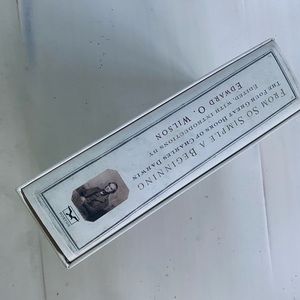 FROM SO SIMPLE A BEGINNING
THE FOUR GREAT BOOKS OF CHARLES DARWIN
EDITED, WITH INTRODUCTIONS BY
EDWARD O. WILSON